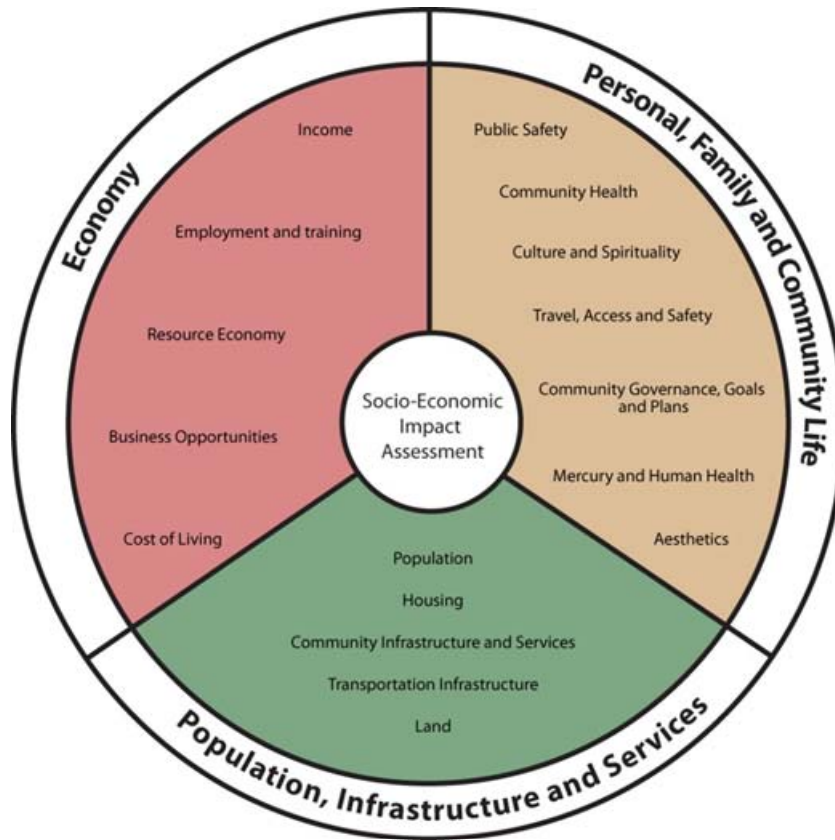 Economy
Income
Employment and training
Resource Economy
Business Opportunities
Cost of Living
Personal, Family and Community Life
Public Safety
Community Health
Culture and Spirituality
Travel, Access and Safety
Community Governance, Goals
and Plans
Mercury and Human Health
Aesthetics
Socio-Economic
Impact
Assessment
Population
Housing
Community Infrastructure and Services
Transportation Infrastructure
Land
Population, Infrastructure and Services